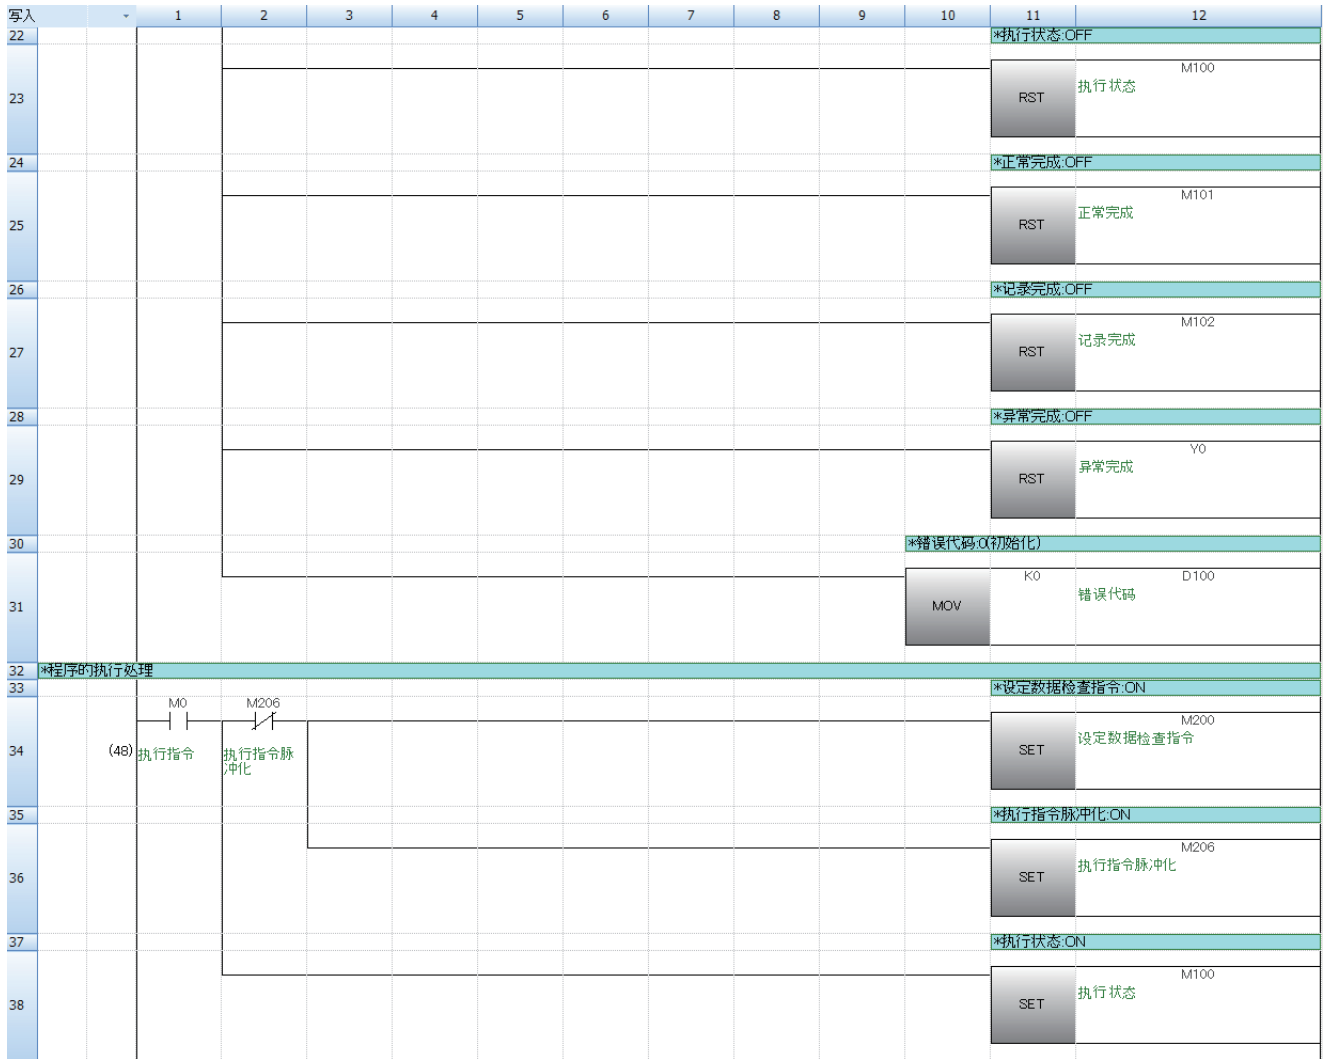 写入 1 2 3 4 5 6 7 8 9 10 11 12
22 *执行状态:OFF
M100
23 RST 执行状态
24 *正常完成:OFF
M101
25 RST 正常完成
26 *记录完成:OFF
M102
27 RST 记录完成
28 *异常完成:OFF
Y0
29 RST 异常完成
30 *错误代码:0(初始化)
K0 D100
31 MOV 错误代码
32 *程序的执行处理
33 *设定数据检查指令:ON
M0 M206 M200
34 (48) 执行指令 执行指令脉 SET 设定数据检查指令
冲化
35 *执行指令脉冲化:ON
M206
36 SET 执行指令脉冲化
37 *执行状态:ON
M100
38 SET 执行状态